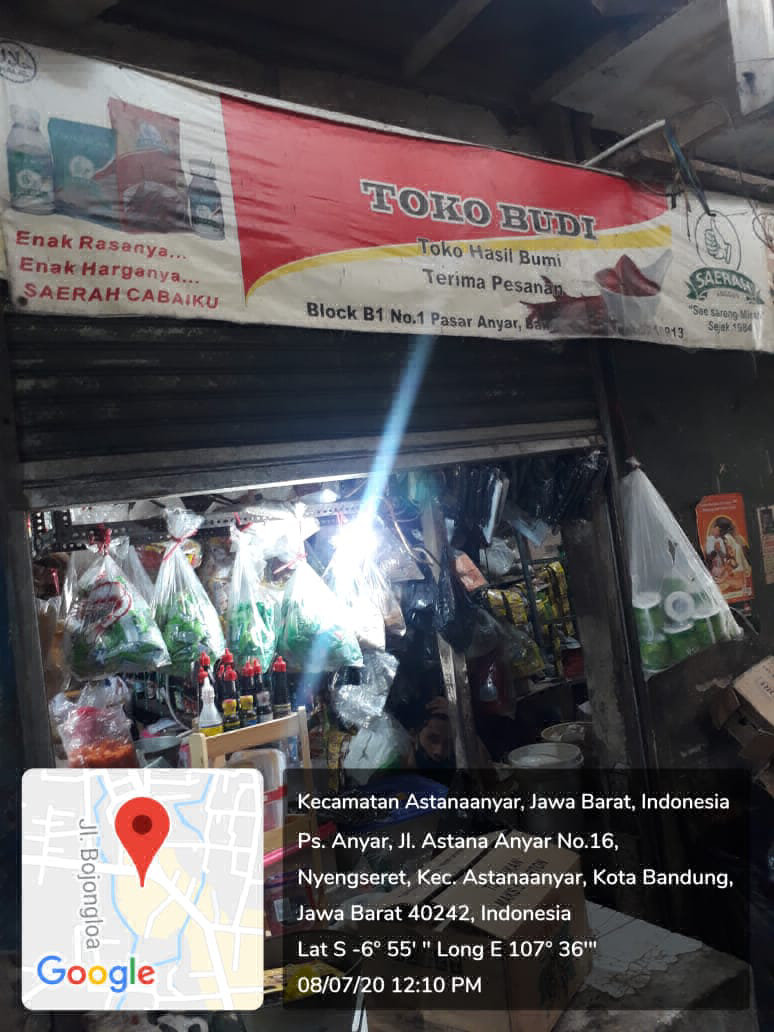 TOKO BUDI
Toko Hasil Bumi
Terima Pesanan
Block B1 No.1 Pasar Anyar,
Enak Rasanya...
Enak Harganya...
SAERAH CABAIKU
SAERAH
Sejak 1984
Jl. Bojongloa
Google
Kecamatan Astanaanyar, Jawa Barat, Indonesia
Ps. Anyar, Jl. Astana Anyar No.16,
Nyengseret, Kec. Astanaanyar, Kota Bandung,
Jawa Barat 40242, Indonesia
Lat S -6° 55' '' Long E 107° 36'''
08/07/20 12:10 PM